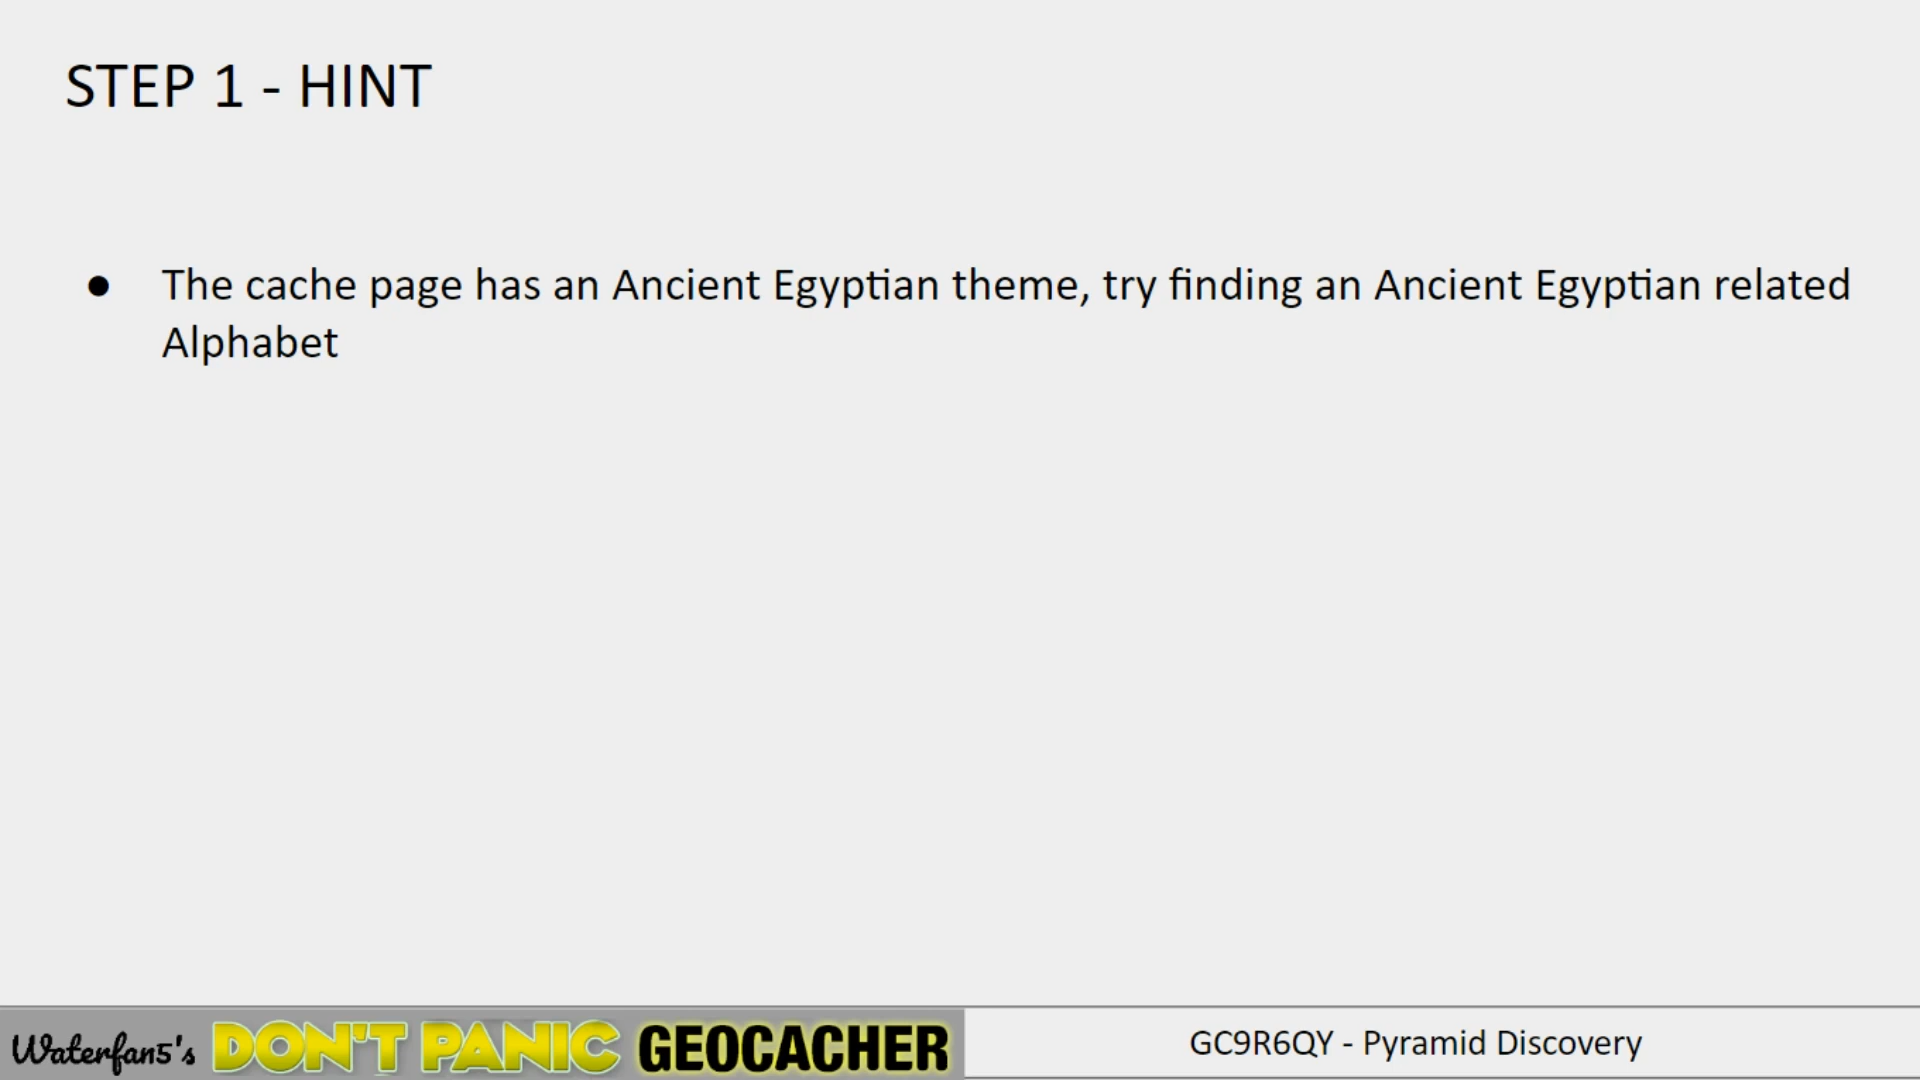 STEP 1 - HINT
● The cache page has an Ancient Egyptian theme, try finding an Ancient Egyptian related
Alphabet
Waterfan5's DON'T PANIC GEOCACHER
GC9R6QY - Pyramid Discovery